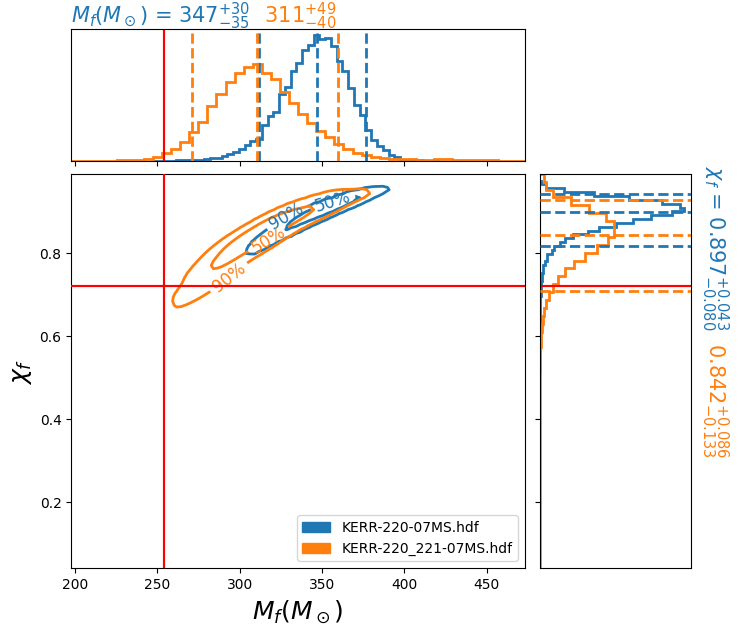 M_f(M_⊙) = 347^{+30}_{-35} 311^{+49}_{-40}
χ_f = 0.897^{+0.043}_{-0.080} 0.842^{+0.086}_{-0.133}
90%
50%
50%
90%
0.8
0.6
0.4
0.2
χ_f
KERR-220-07MS.hdf
KERR-220_221-07MS.hdf
200 250 300 350 400 450
M_f(M_⊙)